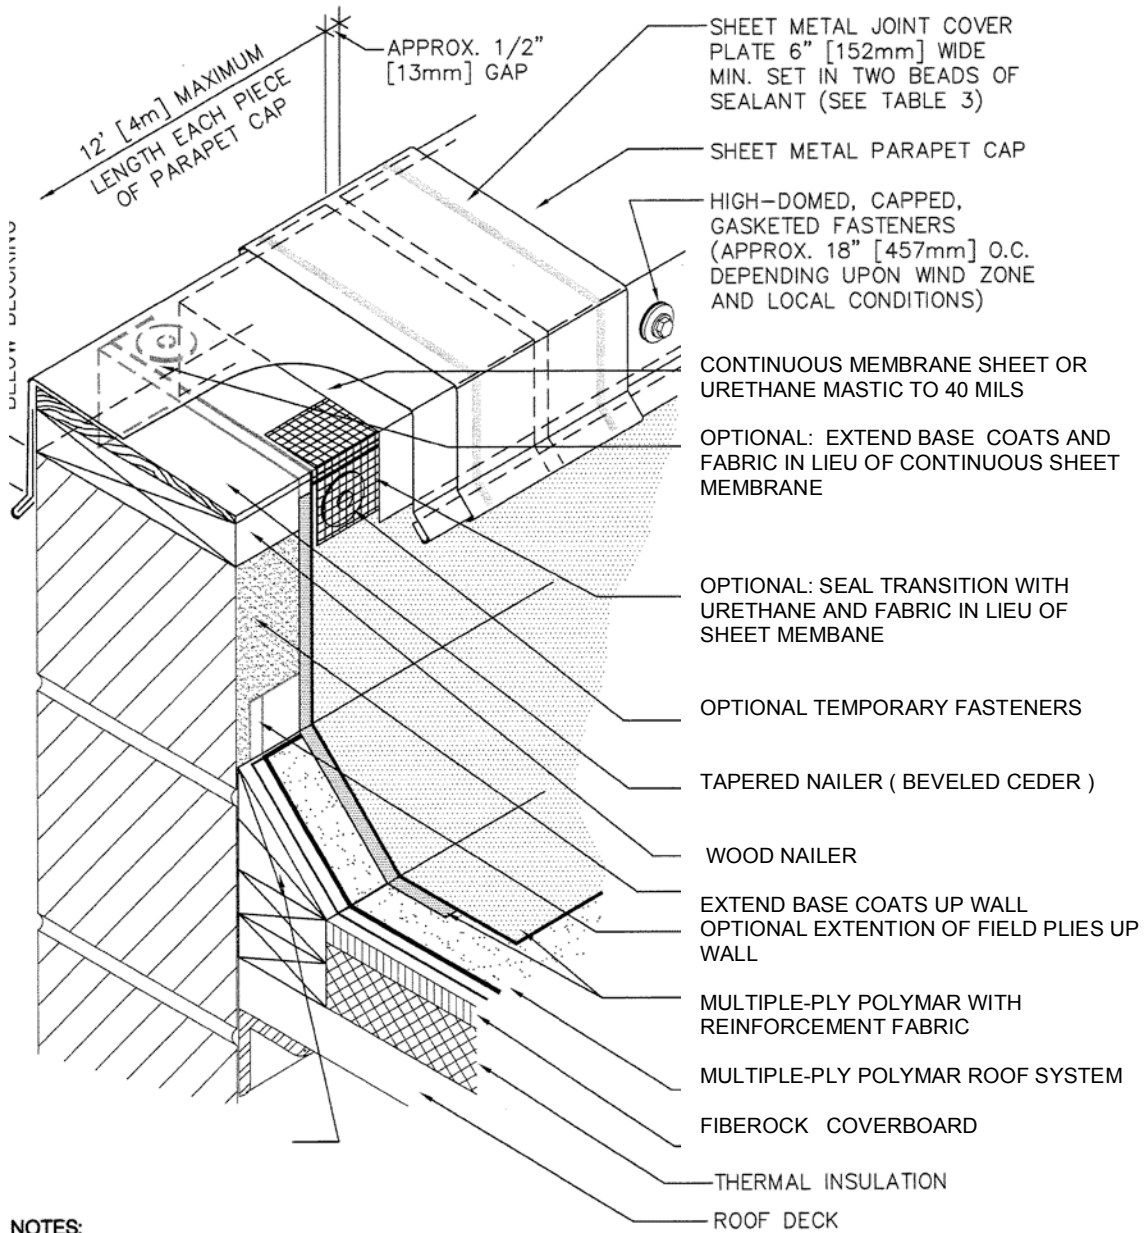 12' [4m] MAXIMUM
LENGTH EACH PIECE
OF PARAPET CAP
APPROX. 1/2"
[13mm] GAP
SHEET METAL JOINT COVER
PLATE 6" [152mm] WIDE
MIN. SET IN TWO BEADS OF
SEALANT (SEE TABLE 3)
SHEET METAL PARAPET CAP
HIGH-DOMED, CAPPED,
GASKETED FASTENERS
(APPROX. 18" [457mm] O.C.
DEPENDING UPON WIND ZONE
AND LOCAL CONDITIONS)
CONTINUOUS MEMBRANE SHEET OR
URETHANE MASTIC TO 40 MILS
OPTIONAL: EXTEND BASE COATS AND
FABRIC IN LIEU OF CONTINUOUS SHEET
MEMBRANE
OPTIONAL: SEAL TRANSITION WITH
URETHANE AND FABRIC IN LIEU OF
SHEET MEMBANE
OPTIONAL TEMPORARY FASTENERS
TAPERED NAILER ( BEVELED CEDER )
WOOD NAILER
EXTEND BASE COATS UP WALL
OPTIONAL EXTENTION OF FIELD PLIES UP
WALL
MULTIPLE-PLY POLYMAR WITH
REINFORCEMENT FABRIC
MULTIPLE-PLY POLYMAR ROOF SYSTEM
FIBEROCK COVERBOARD
THERMAL INSULATION
ROOF DECK
BELOW BLOCKING
NOTES: